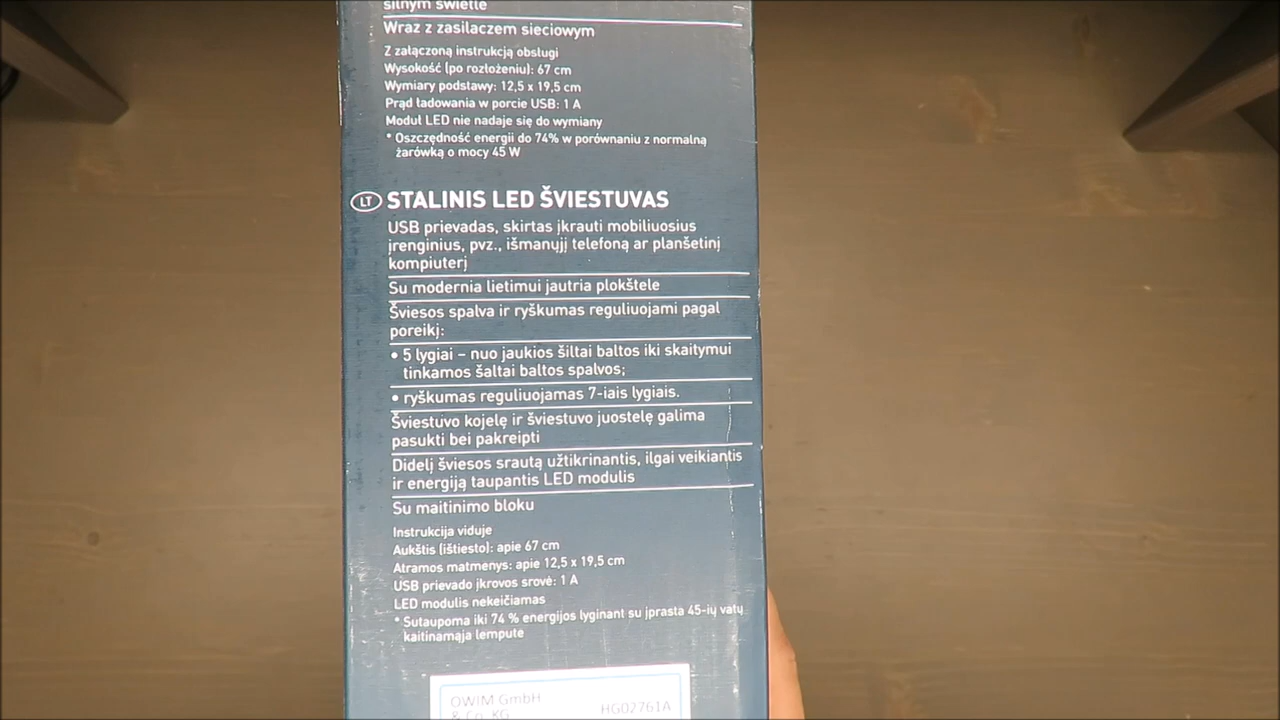 silnym świetle
Wraz z zasilaczem sieciowym
Z załączoną instrukcją obsługi
Wysokość (po rozłożeniu): 67 cm
Wymiary podstawy: 12,5 x 19,5 cm
Prąd ładowania w porcie USB: 1 A
Moduł LED nie nadaje się do wymiany
* Oszczędność energii do 74% w porównaniu z normalną
żarówką o mocy 45 W
LT STALINIS LED ŠVIESTUVAS
USB prievadas, skirtas įkrauti mobiliuosius
įrenginius, pvz., išmanųjį telefoną ar planšetinį
kompiuterį
Su modernia lietimui jautria plokštele
Šviesos spalva ir ryškumas reguliuojami pagal
poreikį:
• 5 lygiai – nuo jaukios šiltai baltos iki skaitymui
tinkamos šaltai baltos spalvos;
• ryškumas reguliuojamas 7-iais lygiais.
Šviestuvo kojelę ir šviestuvo juostelę galima
pasukti bei pakreipti
Didelį šviesos srautą užtikrinantis, ilgai veikiantis
ir energiją taupantis LED modulis
Su maitinimo bloku
Instrukcija viduje
Aukštis (ištiesto): apie 67 cm
Atramos matmenys: apie 12,5 x 19,5 cm
USB prievado įkrovos srovė: 1 A
LED modulis nekeičiamas
* Sutaupoma iki 74 % energijos lyginant su įprasta 45-ių vatų
kaitinamąja lempute
OWIM GmbH
& Co. KG HG02761A